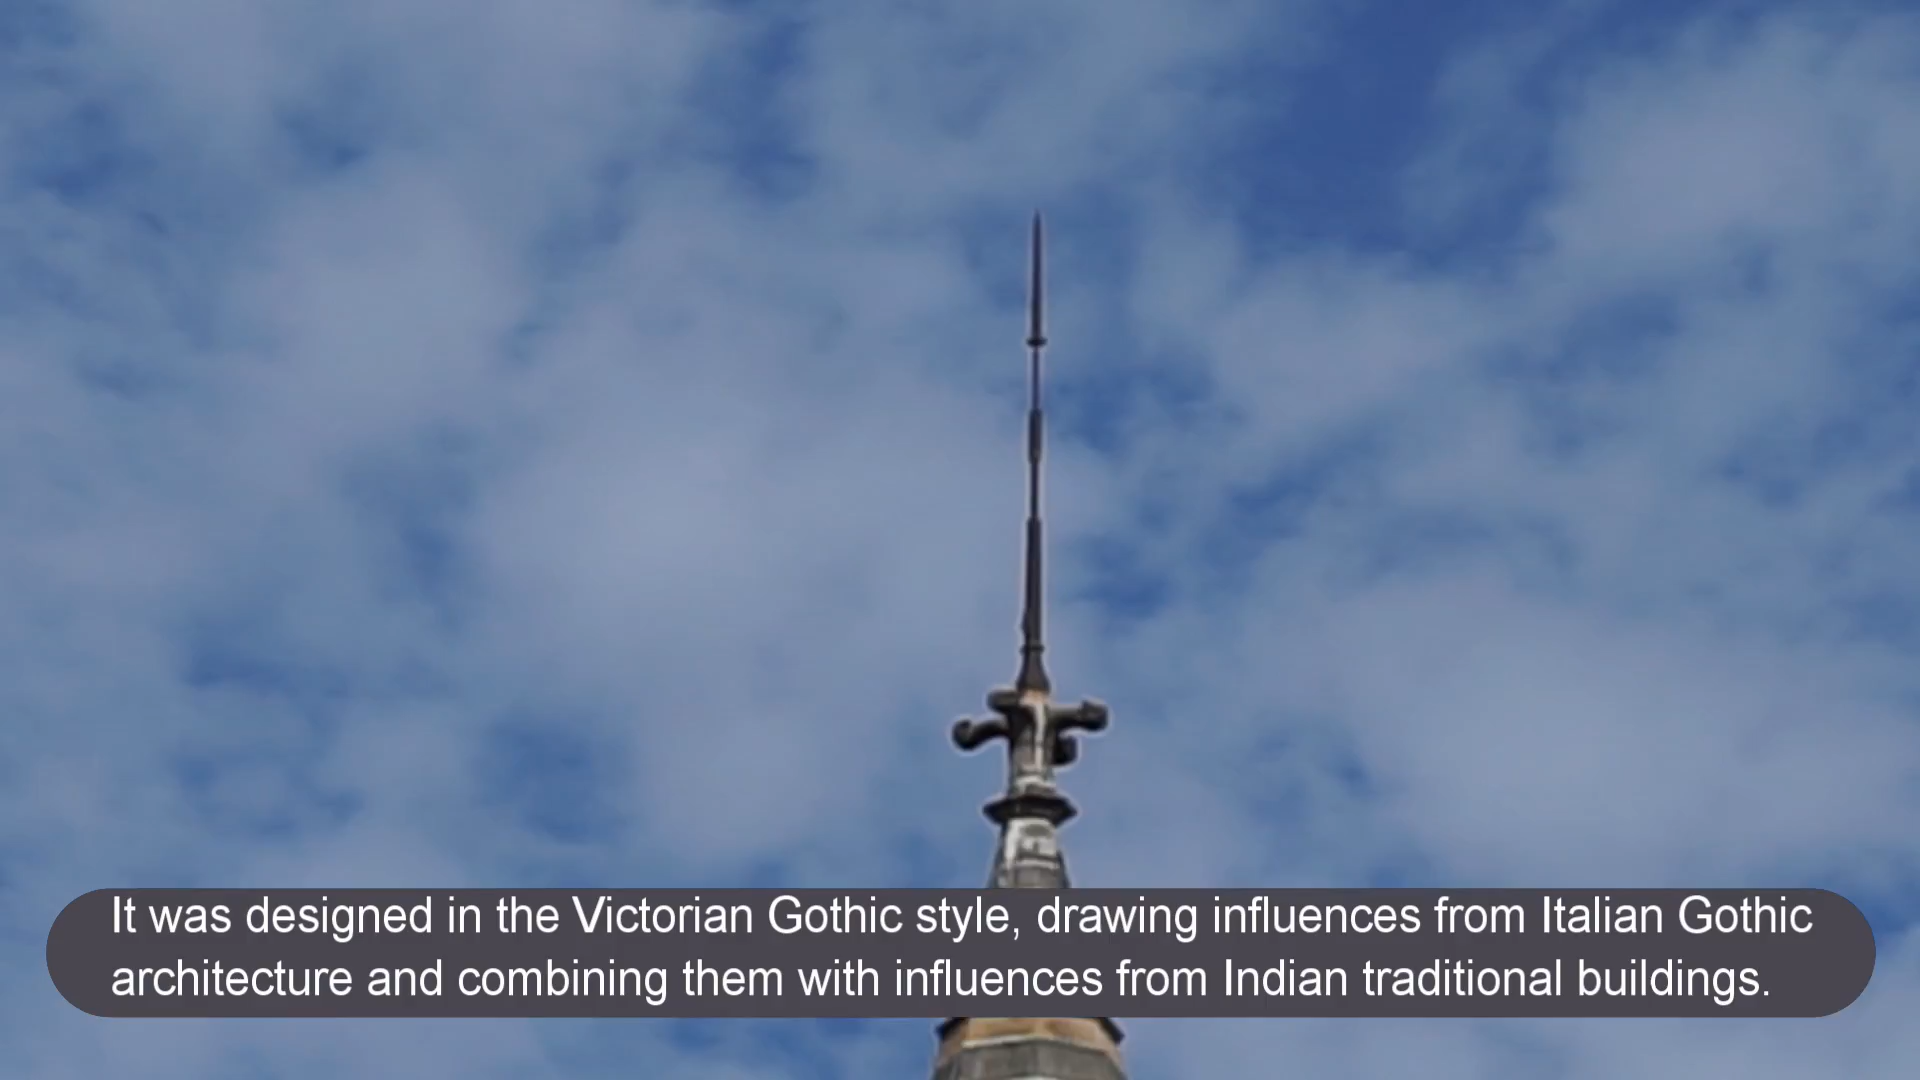 It was designed in the Victorian Gothic style, drawing influences from Italian Gothic
architecture and combining them with influences from Indian traditional buildings.